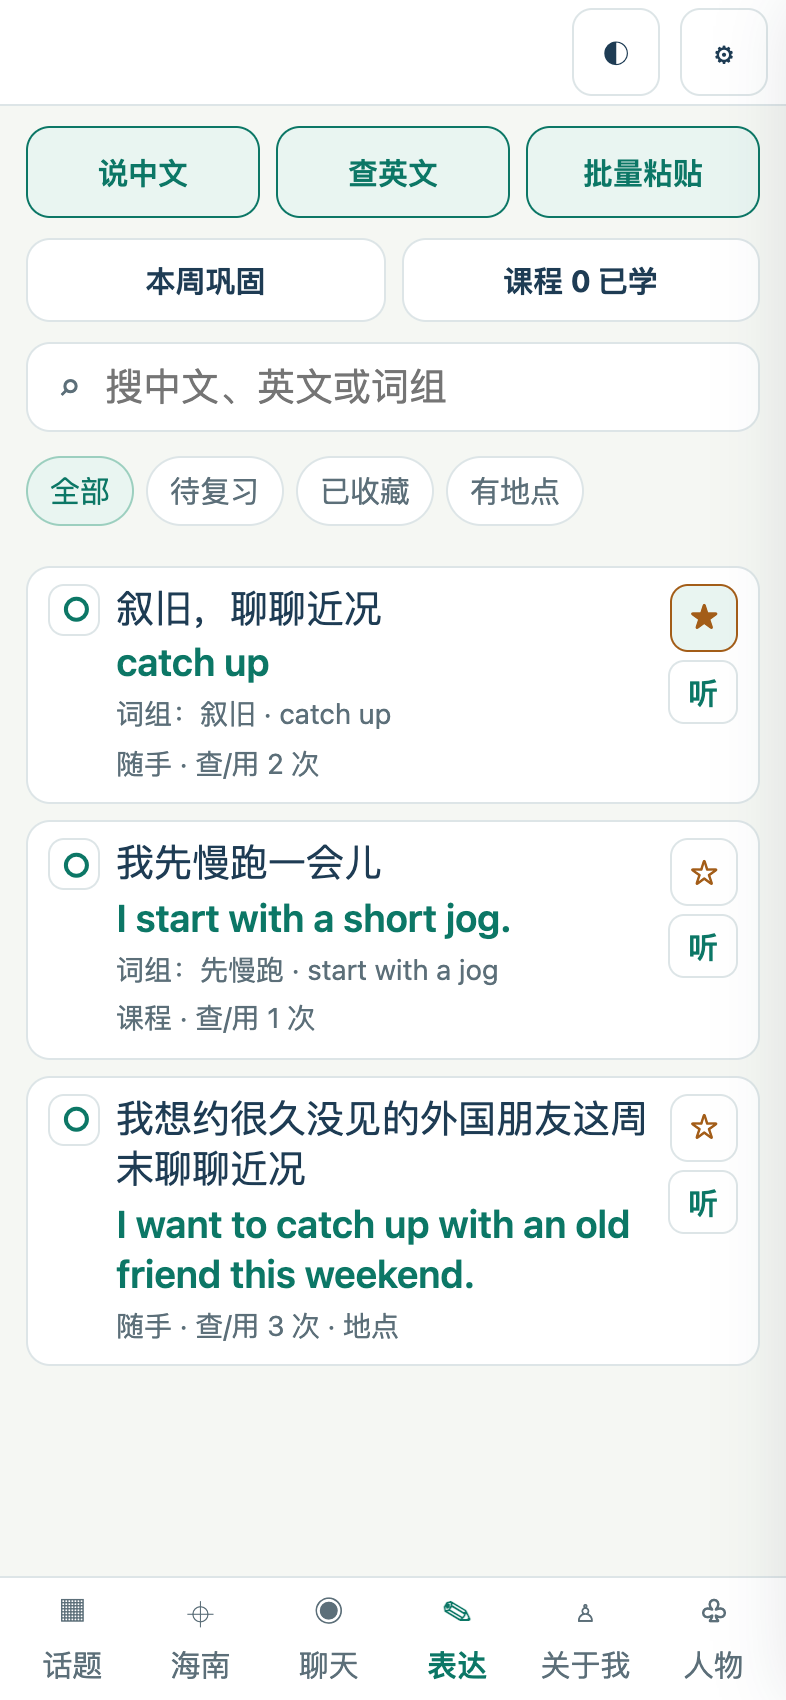 说中文
查英文
批量粘贴
本周巩固
课程 0 已学
搜中文、英文或词组
全部
待复习
已收藏
有地点
叙旧，聊聊近况
catch up
词组：叙旧 · catch up
随手 · 查/用 2 次
听
我先慢跑一会儿
I start with a short jog.
词组：先慢跑 · start with a jog
课程 · 查/用 1 次
听
我想约很久没见的外国朋友这周
末聊聊近况
I want to catch up with an old
friend this weekend.
随手 · 查/用 3 次 · 地点
听
话题
海南
聊天
表达
关于我
人物